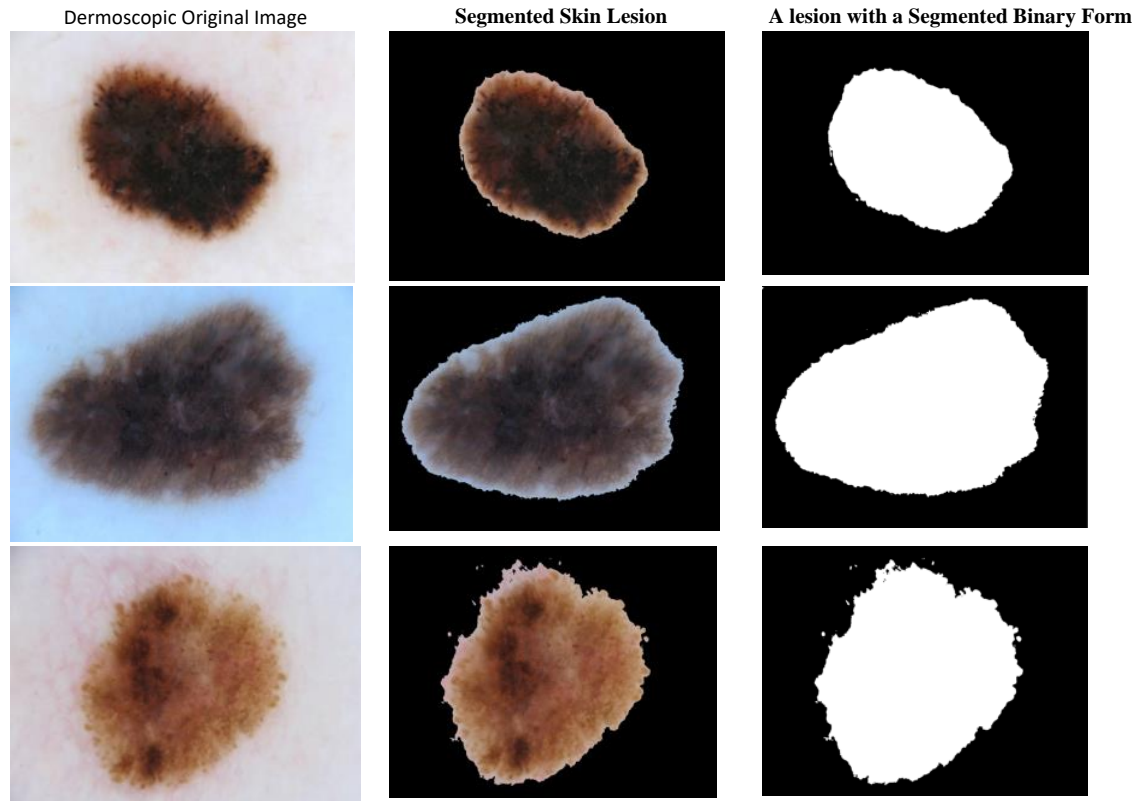 Dermoscopic Original Image
Segmented Skin Lesion
A lesion with a Segmented Binary Form